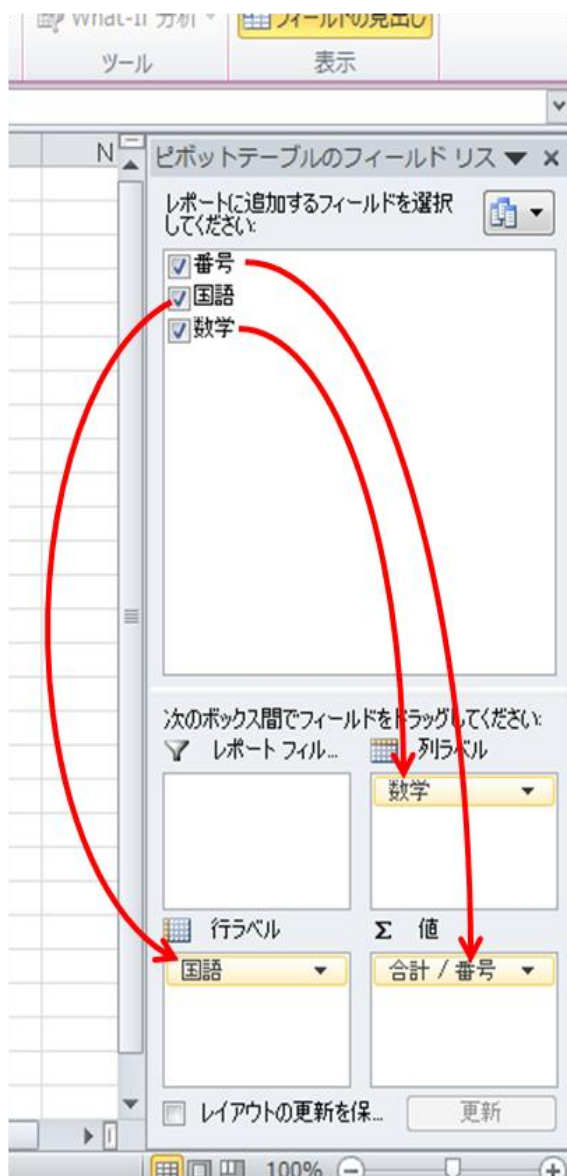 What-If 分析
フィールドの見出し
ツール
表示
N
ピボットテーブルのフィールド リス
レポートに追加するフィールドを選択
してください:
番号
国語
数学
次のボックス間でフィールドをドラッグしてください:
レポート フィル...
列ラベル
数学
行ラベル
Σ 値
国語
合計 / 番号
レイアウトの更新を保...
更新
100%